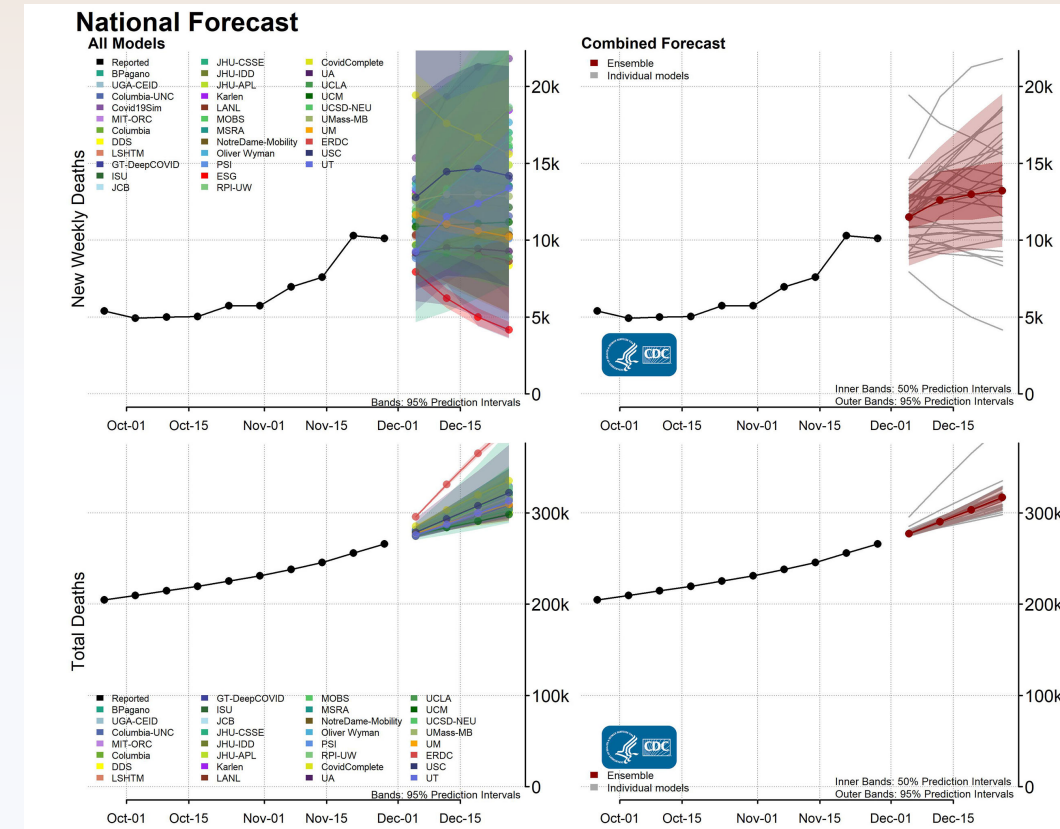 National Forecast
All Models
Reported
BPagano
UGA-CEID
Columbia-UNC
Covid19Sim
MIT-ORC
Columbia
DDS
LSHTM
GT-DeepCOVID
ISU
JCB
JHU-CSSE
JHU-IDD
JHU-APL
Karlen
LANL
MOBS
MSRA
NotreDame-Mobility
Oliver Wyman
PSI
ESG
RPI-UW
CovidComplete
UA
UCLA
UCM
UCSD-NEU
UMass-MB
UM
ERDC
USC
UT
New Weekly Deaths
20k
15k
10k
5k
0
Bands: 95% Prediction Intervals
Oct-01 Oct-15 Nov-01 Nov-15 Dec-01 Dec-15
Combined Forecast
Ensemble
Individual models
20k
15k
10k
5k
0
CDC
Inner Bands: 50% Prediction Intervals
Outer Bands: 95% Prediction Intervals
Oct-01 Oct-15 Nov-01 Nov-15 Dec-01 Dec-15
Total Deaths
300k
200k
100k
0
Reported
BPagano
UGA-CEID
Columbia-UNC
MIT-ORC
Columbia
DDS
LSHTM
GT-DeepCOVID
ISU
JCB
JHU-CSSE
JHU-IDD
JHU-APL
Karlen
LANL
MOBS
MSRA
NotreDame-Mobility
Oliver Wyman
PSI
RPI-UW
CovidComplete
UA
UCLA
UCM
UCSD-NEU
UMass-MB
UM
ERDC
USC
UT
Bands: 95% Prediction Intervals
Oct-01 Oct-15 Nov-01 Nov-15 Dec-01 Dec-15
300k
200k
100k
0
CDC
Ensemble
Individual models
Inner Bands: 50% Prediction Intervals
Outer Bands: 95% Prediction Intervals
Oct-01 Oct-15 Nov-01 Nov-15 Dec-01 Dec-15